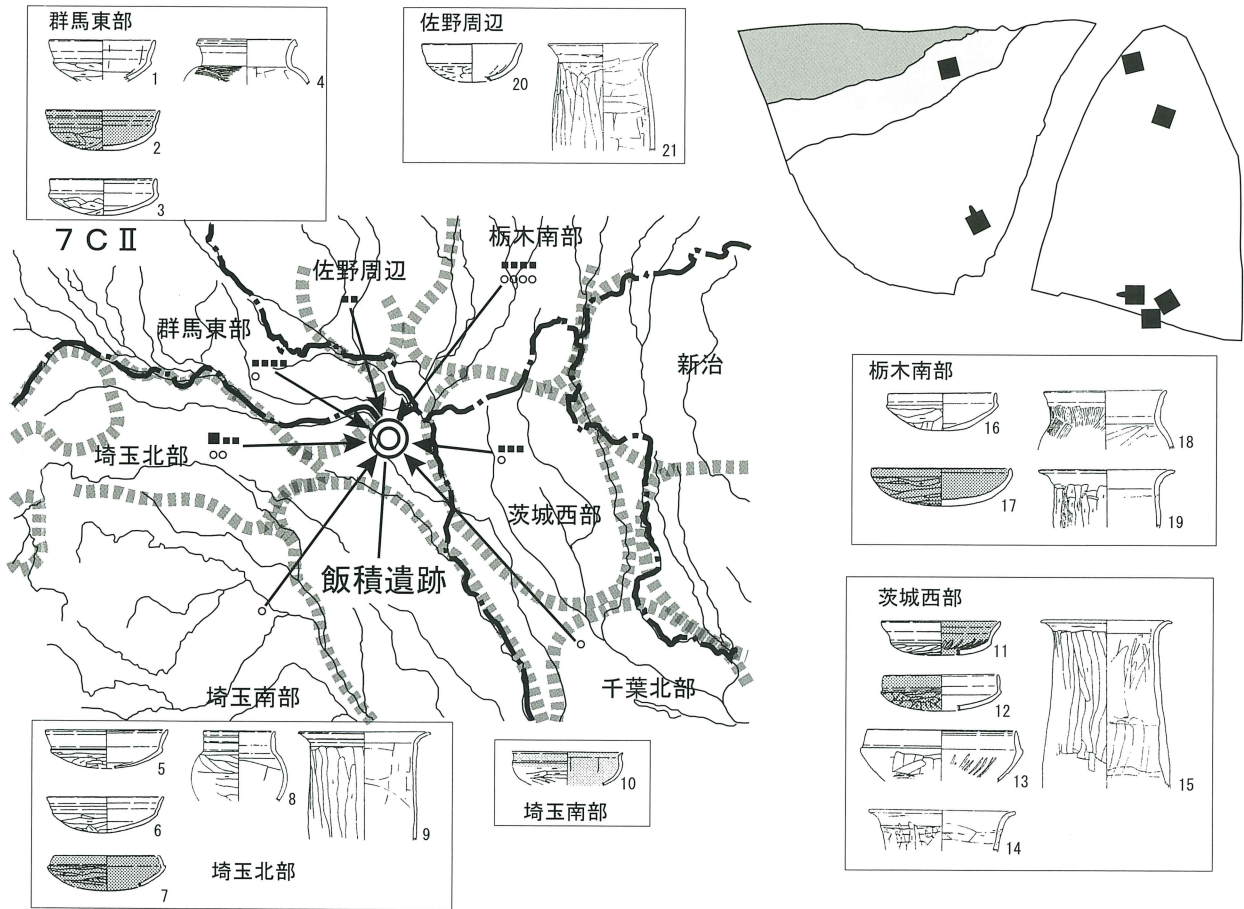 群馬東部
1
4
2
3
佐野周辺
20
21
7CⅡ
栃木南部
佐野周辺
群馬東部
新治
埼玉北部
茨城西部
飯積遺跡
埼玉南部
千葉北部
栃木南部
16
18
17
19
茨城西部
11
12
13
15
14
5
8
6
9
7
埼玉北部
10
埼玉南部